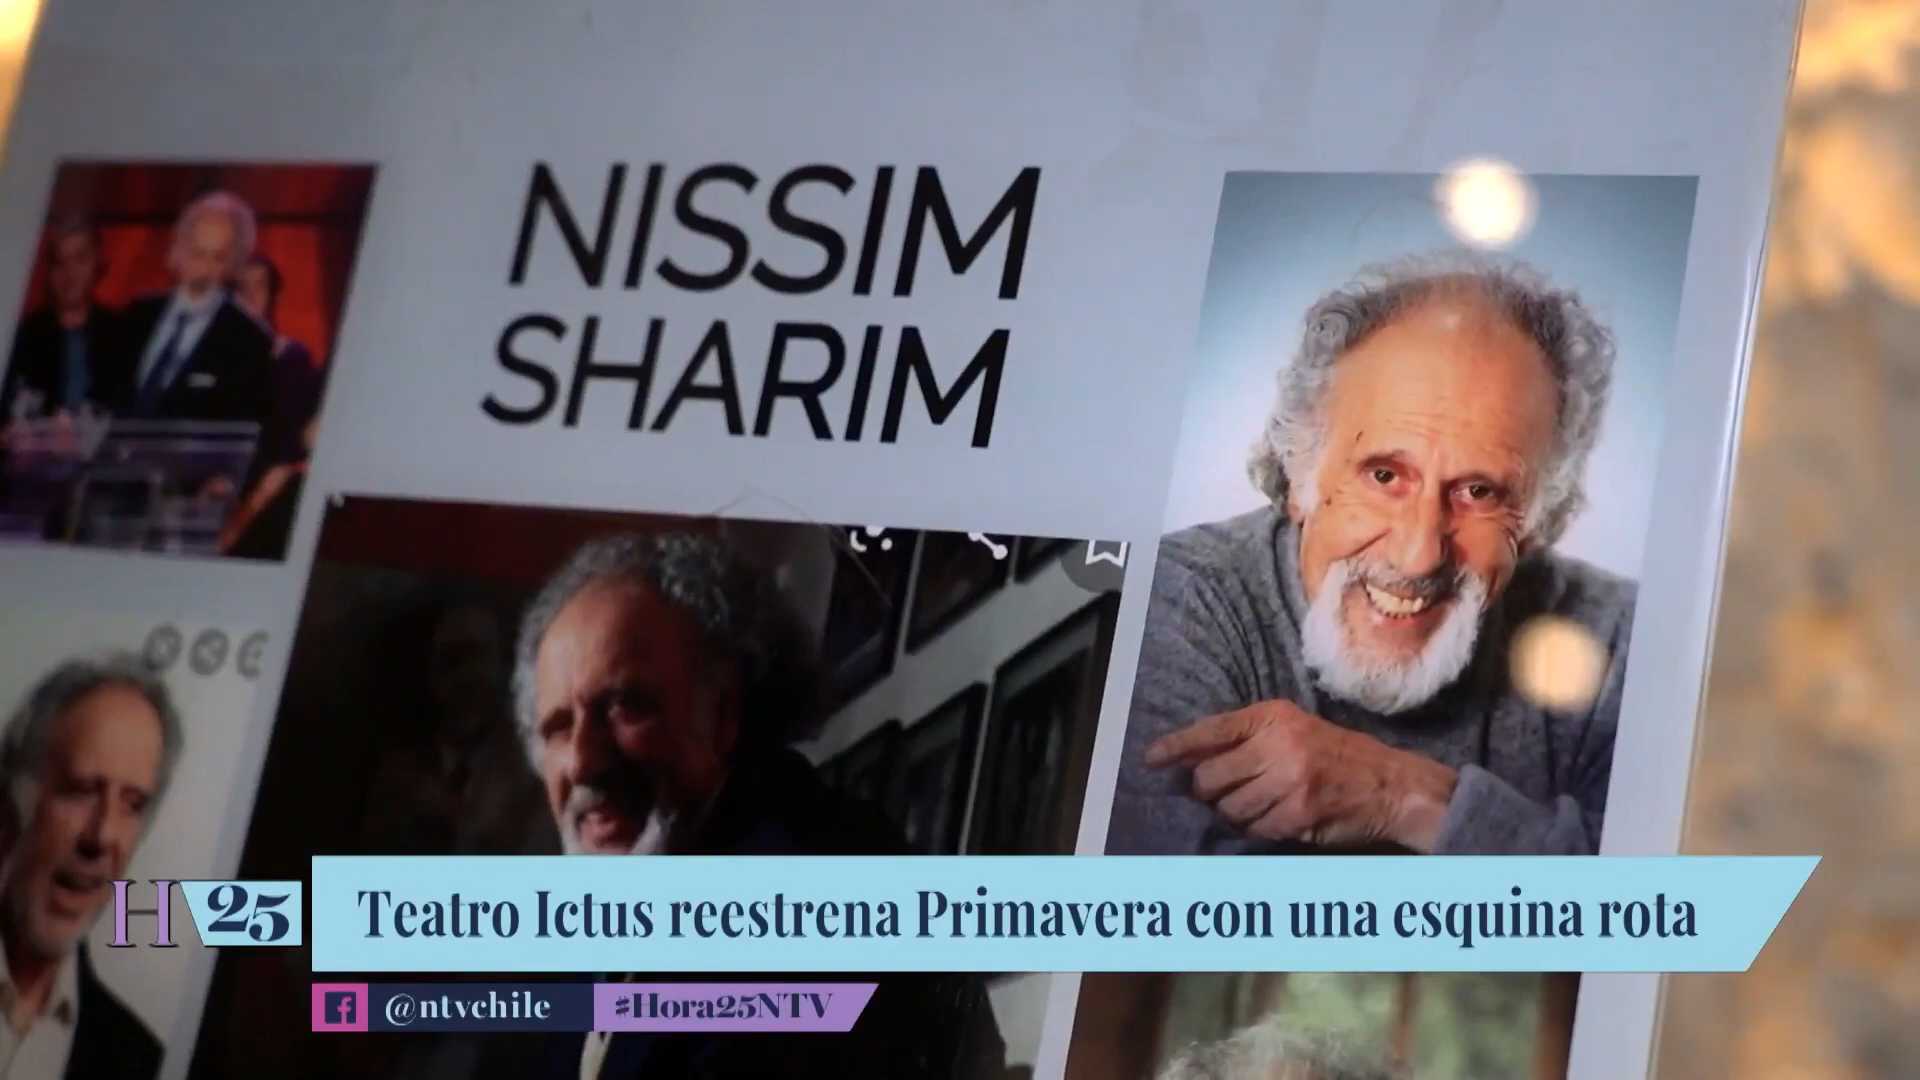 NISSIM
SHARIM
H 25
Teatro Ictus reestrena Primavera con una esquina rota
@ntvchile
#Hora25NTV